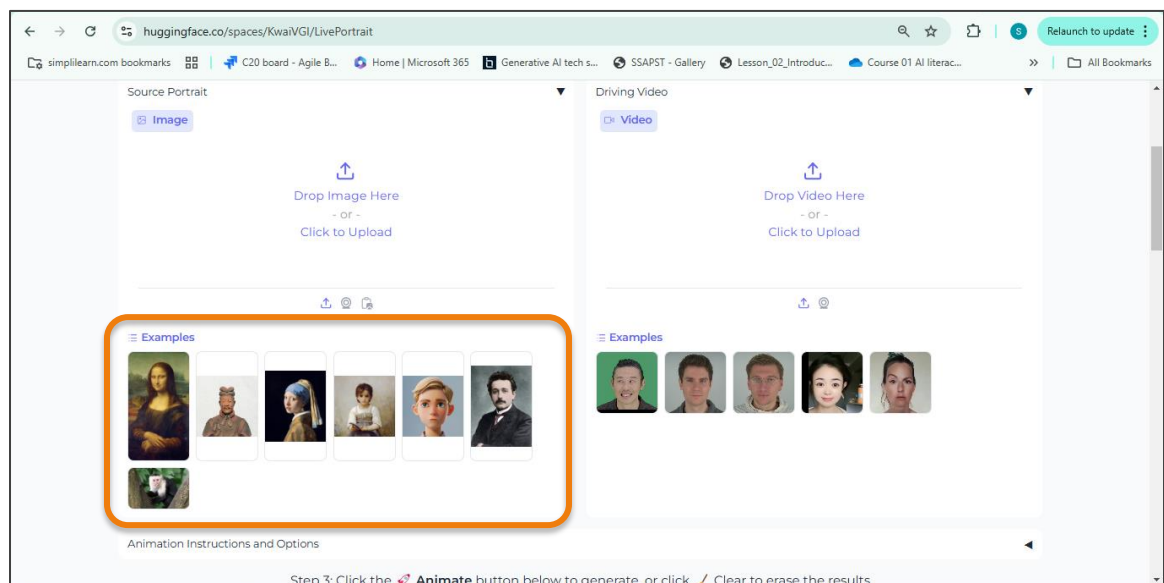 huggingface.co/spaces/KwaiVGI/LivePortrait
S
Relaunch to update
simplilearn.com bookmarks
C20 board - Agile B...
Home | Microsoft 365
b
Generative AI tech s...
SSAPST - Gallery
Lesson_02_Introduc...
Course 01 AI literac...
»
All Bookmarks
Source Portrait
Image
Drop Image Here
- or -
Click to Upload
Examples
Driving Video
Video
Drop Video Here
- or -
Click to Upload
Examples
Animation Instructions and Options
Step 3: Click the 🚀 Animate button below to generate, or click 🧹 Clear to erase the results.